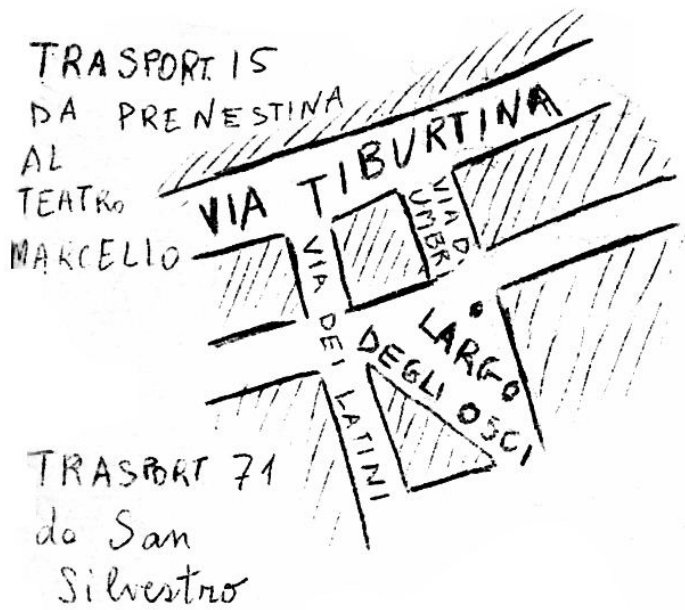 TRASPORT. 15
DA PRENESTINA
AL
TEATRO
MARCELLO
VIA TIBURTINA
VIA D.
UMBRI
VIA DEI LATINI
LARGO
DEGLI OSCI
TRASPORT 71
da San
Silvestro